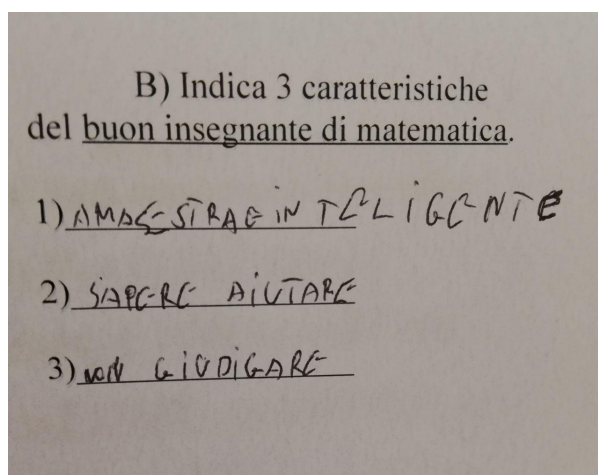 B) Indica 3 caratteristiche
del buon insegnante di matematica.
1) AMAESTRAE iNTELiGENTE
2) SAPERE AiUTARE
3) NON GiUDiGARE